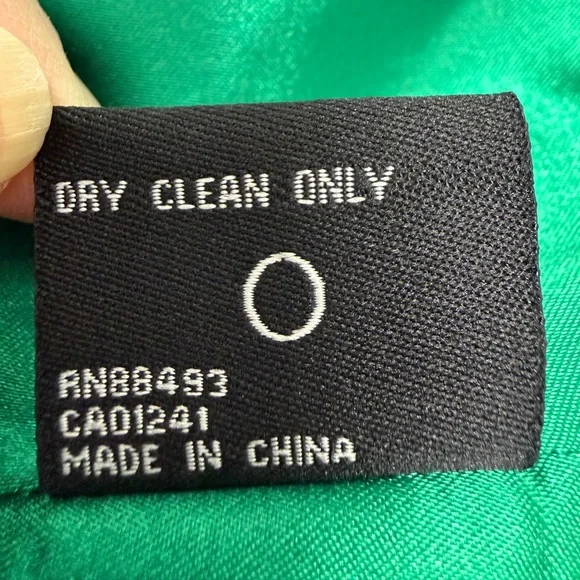 DRY CLEAN ONLY
RN88493
CA01241
MADE IN CHINA